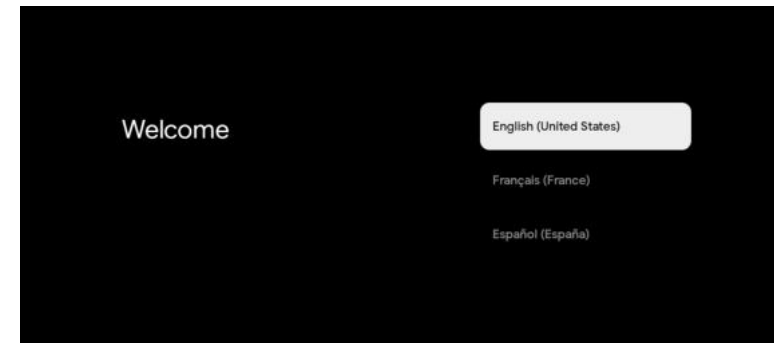 Welcome
English (United States)
Français (France)
Español (España)